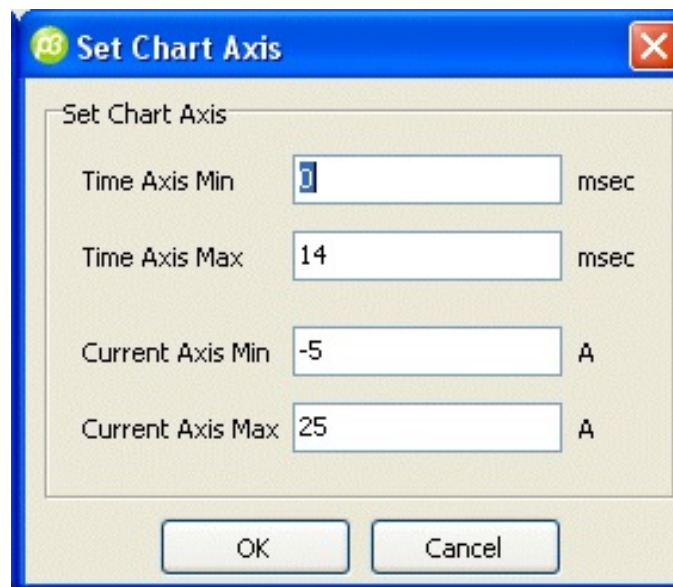 β3 Set Chart Axis
Set Chart Axis
Time Axis Min 0 msec
Time Axis Max 14 msec
Current Axis Min -5 A
Current Axis Max 25 A
OK Cancel